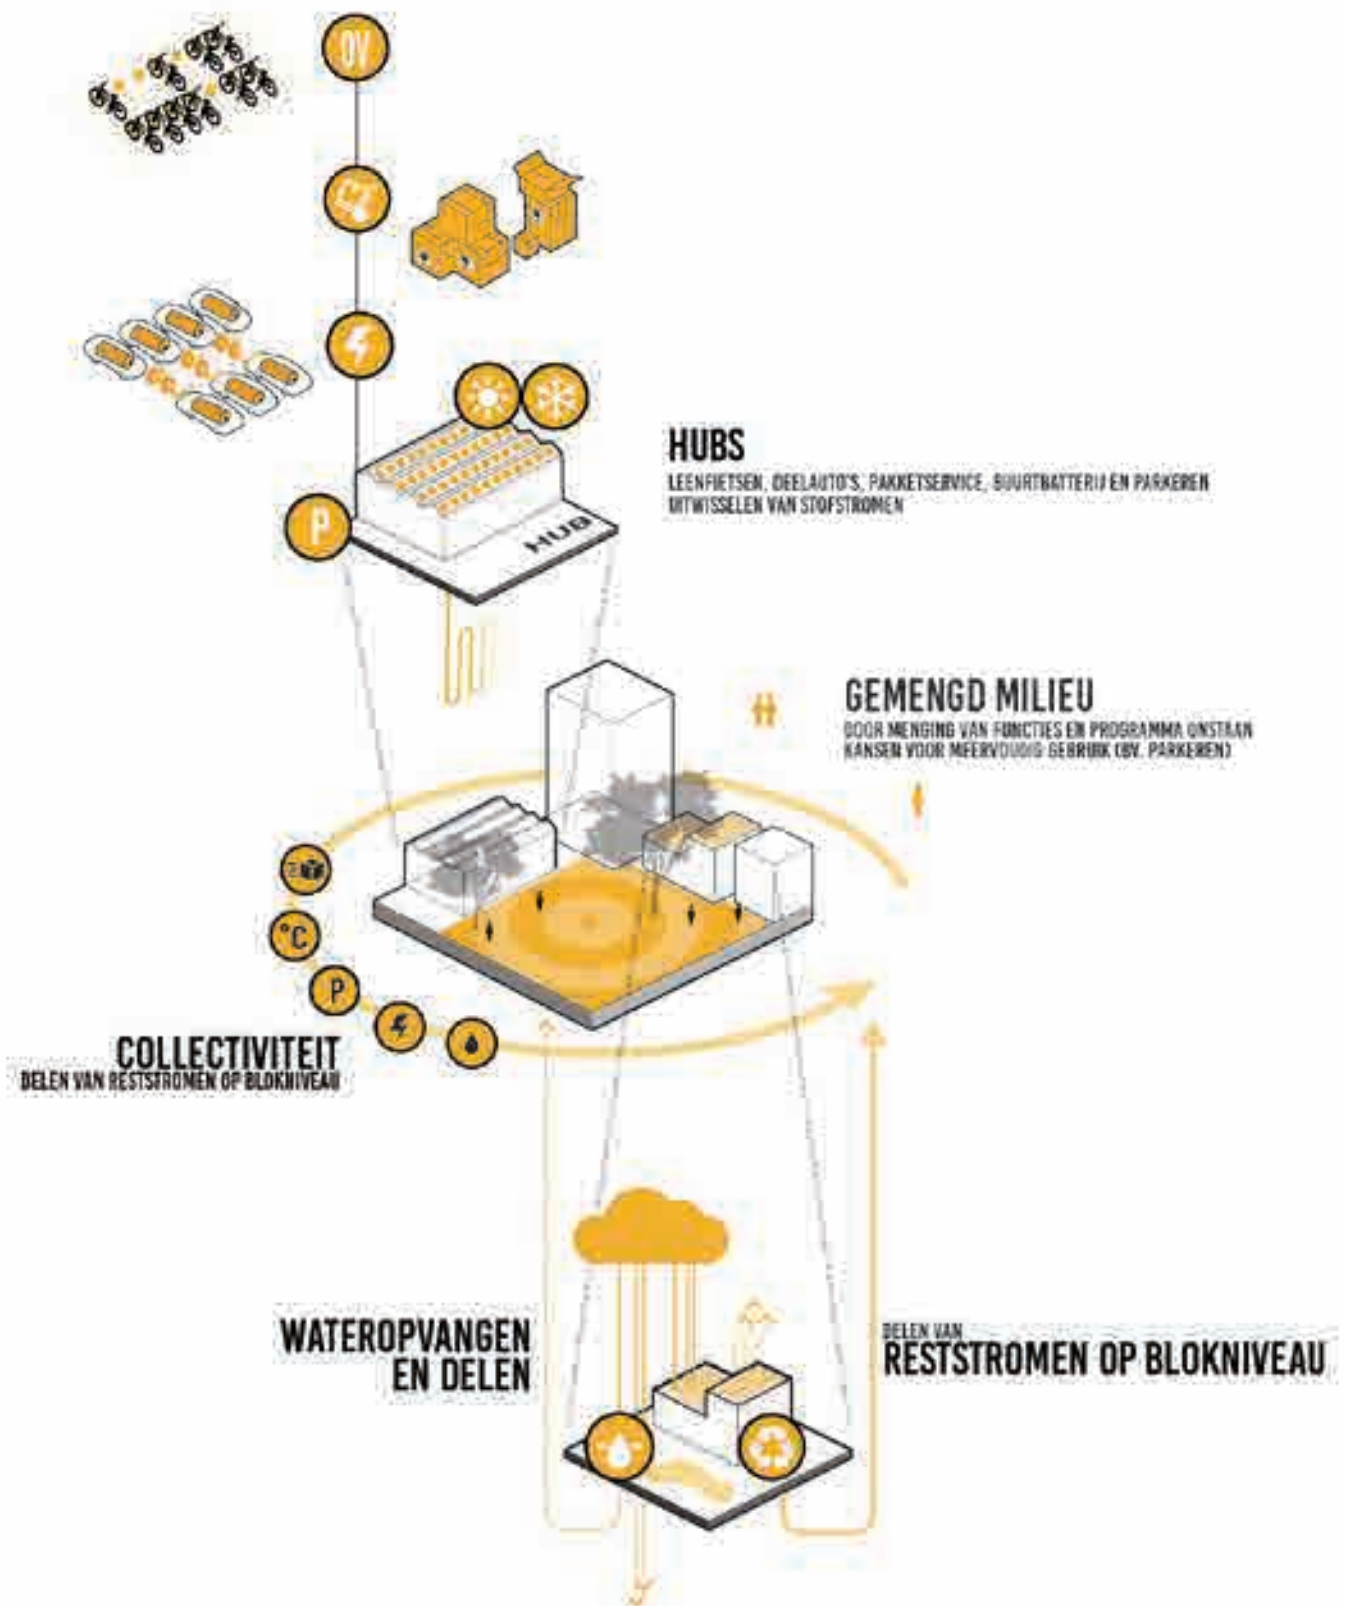 OV
P
HUB
HUBS
LEENFIETSEN, DEELAUTO'S, PAKKETSERVICE, BUURTBATTERIJ EN PARKEREN
UITWISSELEN VAN STOFSTROMEN
GEMENGD MILIEU
DOOR MENGING VAN FUNCTIES EN PROGRAMMA ONSTAAN
KANSEN VOOR MEERVOUDIG GEBRUIK (BV. PARKEREN)
°C
P
COLLECTIVITEIT
DELEN VAN RESTSTROMEN OP BLOKNIVEAU
WATEROPVANGEN
EN DELEN
DELEN VAN
RESTSTROMEN OP BLOKNIVEAU